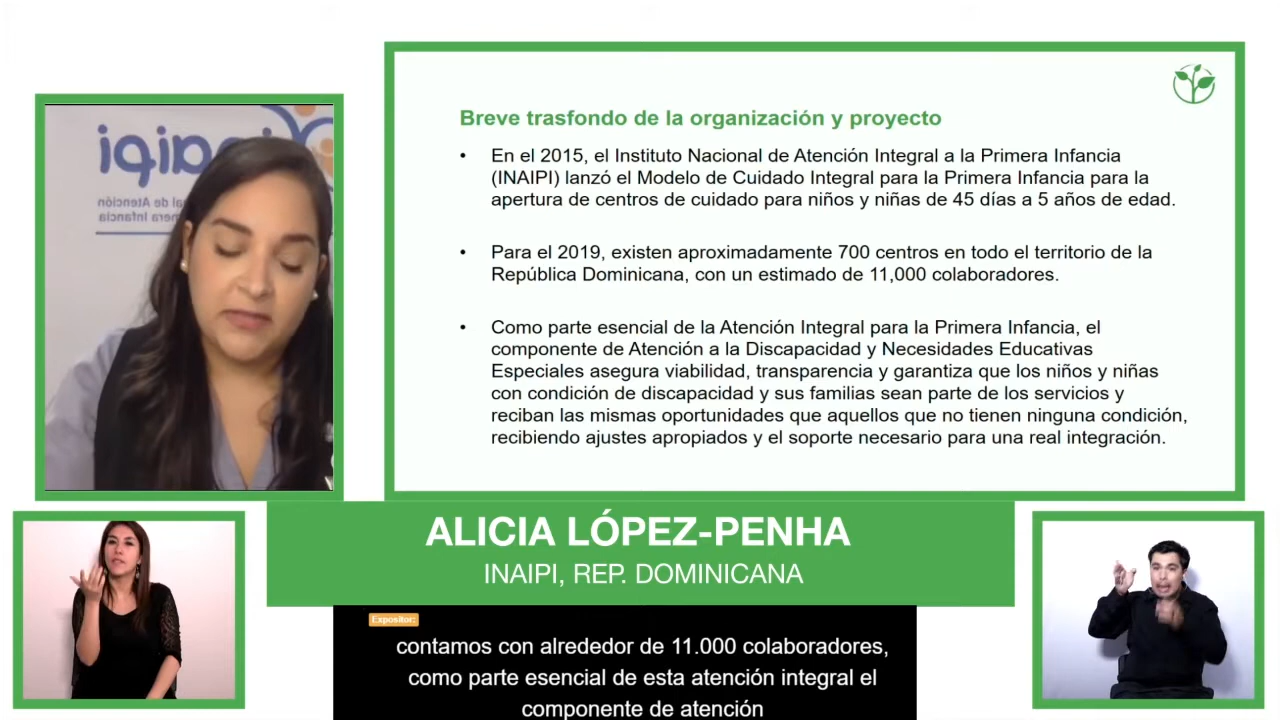 inaipi
Breve trasfondo de la organización y proyecto
• En el 2015, el Instituto Nacional de Atención Integral a la Primera Infancia
(INAIPI) lanzó el Modelo de Cuidado Integral para la Primera Infancia para la
apertura de centros de cuidado para niños y niñas de 45 días a 5 años de edad.
• Para el 2019, existen aproximadamente 700 centros en todo el territorio de la
República Dominicana, con un estimado de 11,000 colaboradores.
• Como parte esencial de la Atención Integral para la Primera Infancia, el
componente de Atención a la Discapacidad y Necesidades Educativas
Especiales asegura viabilidad, transparencia y garantiza que los niños y niñas
con condición de discapacidad y sus familias sean parte de los servicios y
reciban las mismas oportunidades que aquellos que no tienen ninguna condición,
recibiendo ajustes apropiados y el soporte necesario para una real integración.
ALICIA LÓPEZ-PENHA
INAIPI, REP. DOMINICANA
Expositor:
contamos con alrededor de 11.000 colaboradores,
como parte esencial de esta atención integral el
componente de atención